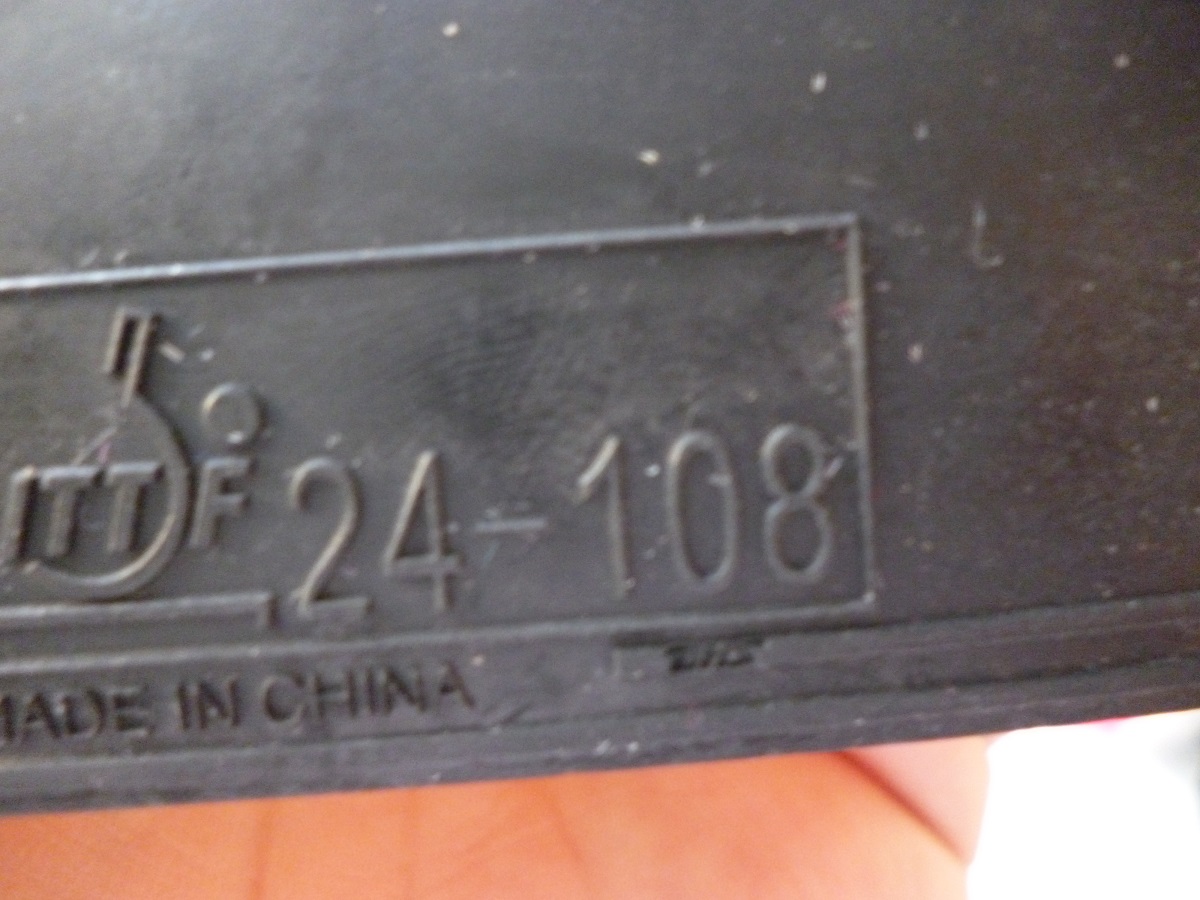 ITTF 24-108
MADE IN CHINA